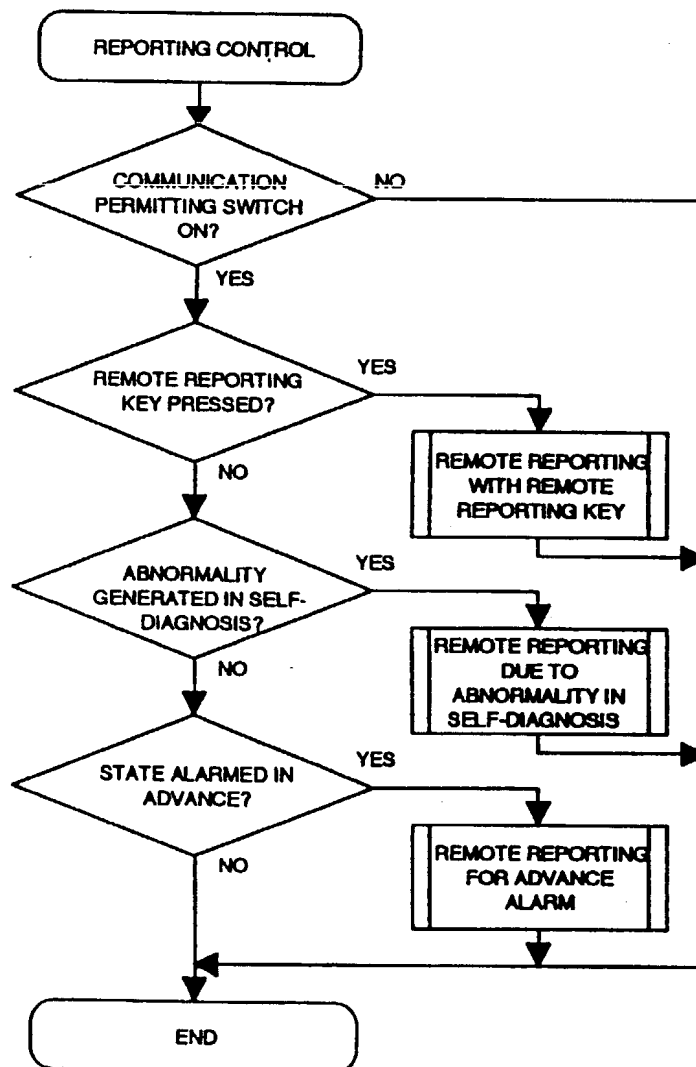 REPORTING CONTROL
COMMUNICATION
PERMITTING SWITCH
ON?
NO
YES
REMOTE REPORTING
KEY PRESSED?
YES
NO
REMOTE REPORTING
WITH REMOTE
REPORTING KEY
ABNORMALITY
GENERATED IN SELF-
DIAGNOSIS?
YES
NO
REMOTE REPORTING
DUE TO
ABNORMALITY IN
SELF-DIAGNOSIS
STATE ALARMED IN
ADVANCE?
YES
NO
REMOTE REPORTING
FOR ADVANCE
ALARM
END